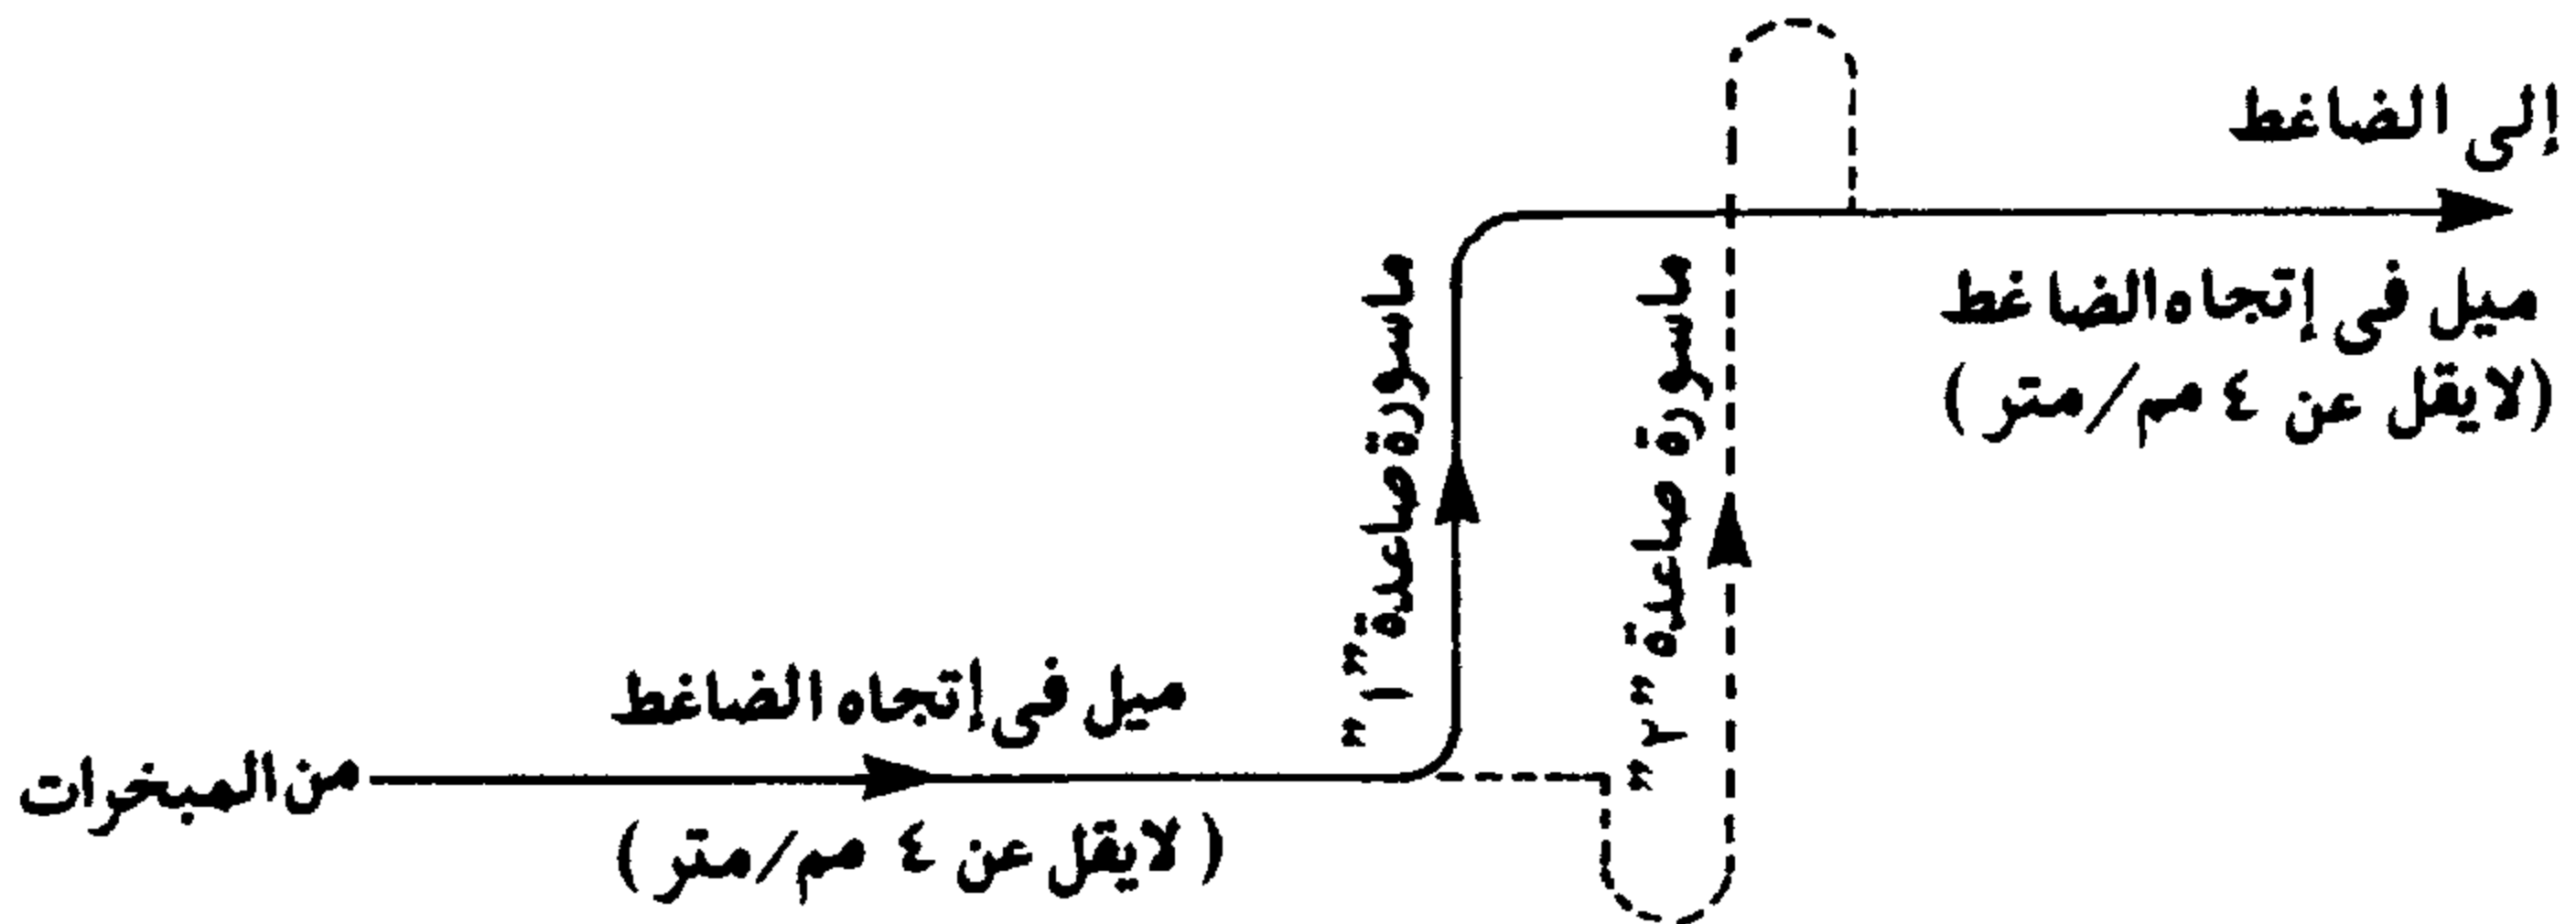 إلى الضاغط
ميل فى إتجاه الضاغط
(لايقل عن ٤ مم/متر)
ماسورة صاعدة "١"
ماسورة صاعدة "٢"
ميل فى إتجاه الضاغط
(لايقل عن ٤ مم/متر)
من المبخرات